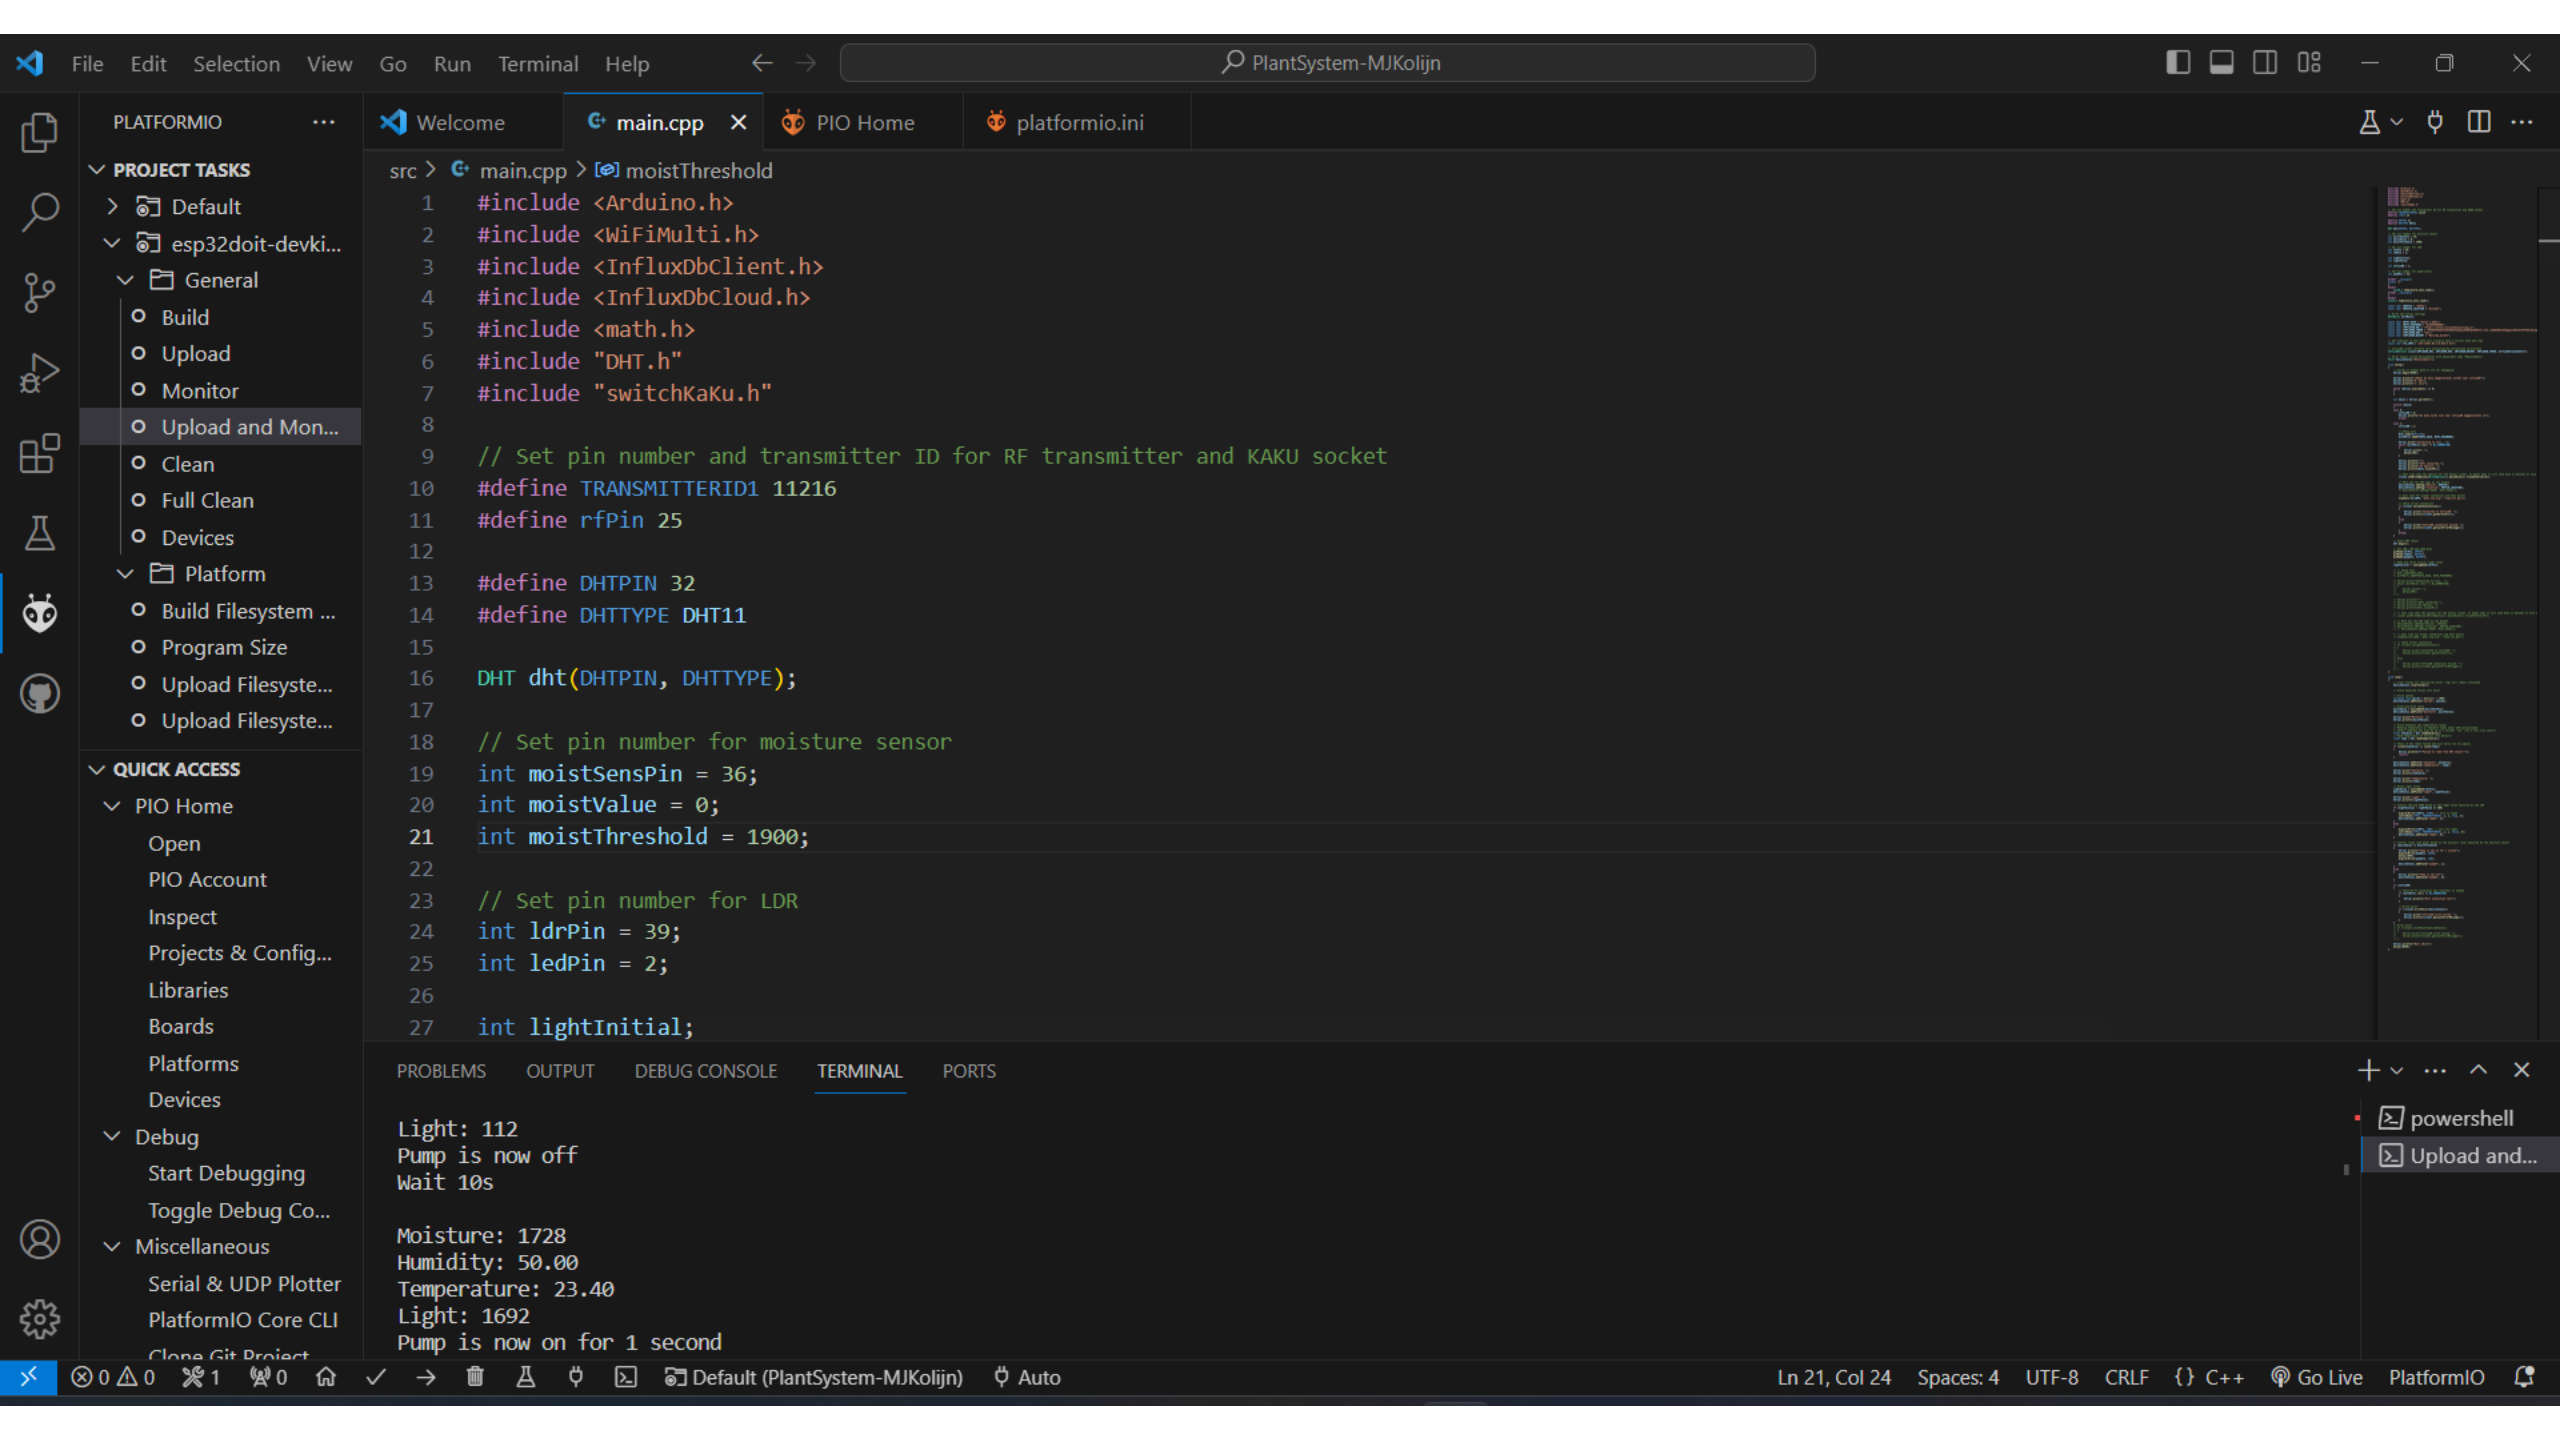 File Edit Selection View Go Run Terminal Help
PlantSystem-MJKolijn
PLATFORMIO
PROJECT TASKS
Default
esp32doit-devki...
General
Build
Upload
Monitor
Upload and Mon...
Clean
Full Clean
Devices
Platform
Build Filesystem ...
Program Size
Upload Filesyste...
Upload Filesyste...
QUICK ACCESS
PIO Home
Open
PIO Account
Inspect
Projects & Config...
Libraries
Boards
Platforms
Devices
Debug
Start Debugging
Toggle Debug Co...
Miscellaneous
Serial & UDP Plotter
PlatformIO Core CLI
Clone Git Project
Welcome main.cpp PIO Home platformio.ini
src > main.cpp > moistThreshold
1 #include <Arduino.h>
2 #include <WiFiMulti.h>
3 #include <InfluxDbClient.h>
4 #include <InfluxDbCloud.h>
5 #include <math.h>
6 #include "DHT.h"
7 #include "switchKaKu.h"
8
9 // Set pin number and transmitter ID for RF transmitter and KAKU socket
10 #define TRANSMITTERID1 11216
11 #define rfPin 25
12
13 #define DHTPIN 32
14 #define DHTTYPE DHT11
15
16 DHT dht(DHTPIN, DHTTYPE);
17
18 // Set pin number for moisture sensor
19 int moistSensPin = 36;
20 int moistValue = 0;
21 int moistThreshold = 1900;
22
23 // Set pin number for LDR
24 int ldrPin = 39;
25 int ledPin = 2;
26
27 int lightInitial;
PROBLEMS OUTPUT DEBUG CONSOLE TERMINAL PORTS
Light: 112
Pump is now off
Wait 10s
Moisture: 1728
Humidity: 50.00
Temperature: 23.40
Light: 1692
Pump is now on for 1 second
powershell
Upload and...
0 0 1 0 Default (PlantSystem-MJKolijn) Auto Ln 21, Col 24 Spaces: 4 UTF-8 CRLF {} C++ Go Live PlatformIO